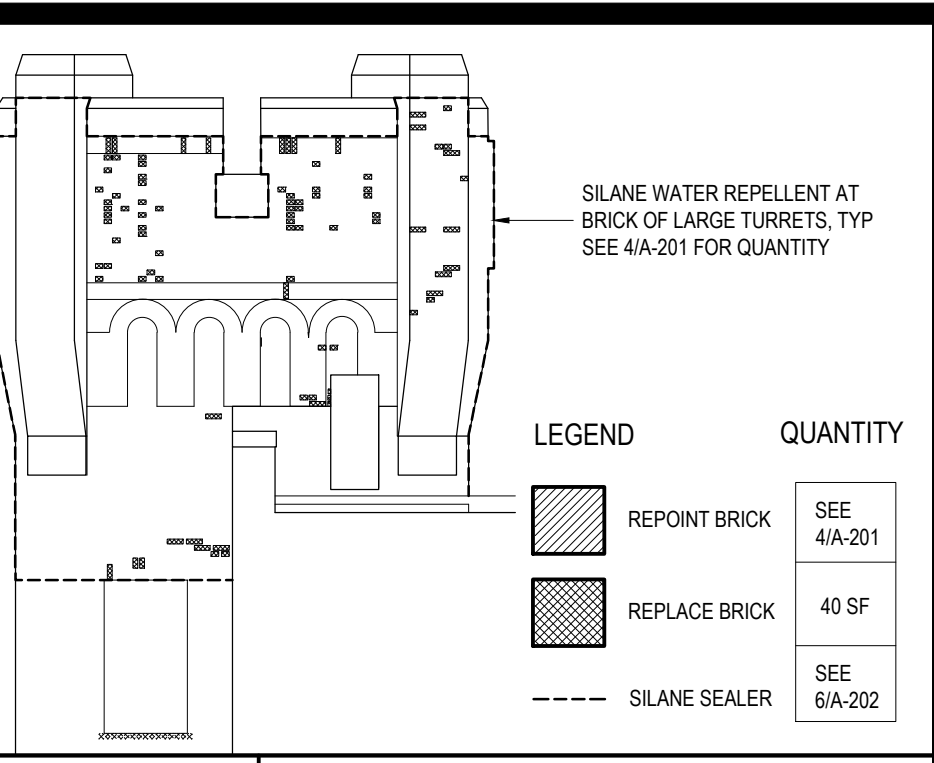 SILANE WATER REPELLENT AT
BRICK OF LARGE TURRETS, TYP
SEE 4/A-201 FOR QUANTITY
LEGEND QUANTITY
REPOINT BRICK SEE
4/A-201
REPLACE BRICK 40 SF
SILANE SEALER SEE
6/A-202